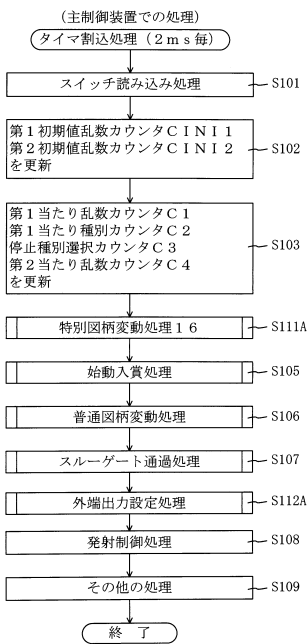 (主制御装置での処理)
タイマ割込処理(2ms毎)
スイッチ読み込み処理
S101
第1初期値乱数カウンタCINI1
第2初期値乱数カウンタCINI2
を更新
S102
第1当たり乱数カウンタC1
第1当たり種別カウンタC2
停止種別選択カウンタC3
第2当たり乱数カウンタC4
を更新
S103
特別図柄変動処理16
S111A
始動入賞処理
S105
普通図柄変動処理
S106
スルーゲート通過処理
S107
外端出力設定処理
S112A
発射制御処理
S108
その他の処理
S109
終 了